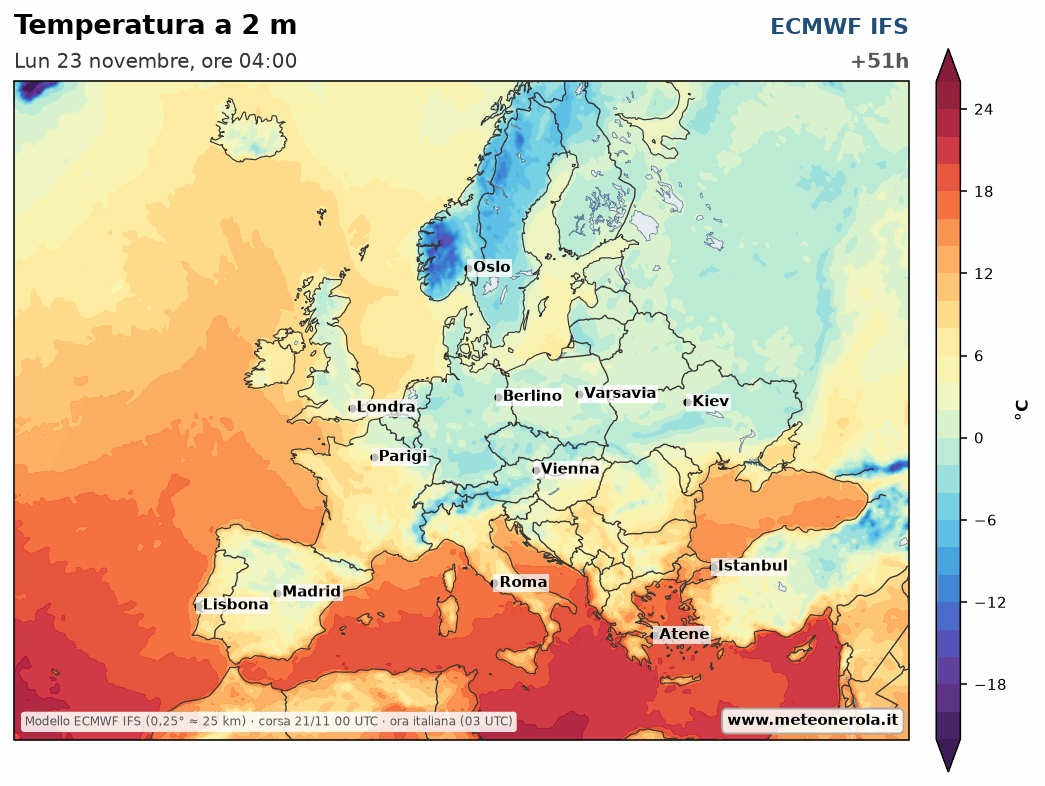 Temperatura a 2 m
ECMWF IFS
Lun 23 novembre, ore 04:00
+51h
24
18
12
6
0
−6
−12
−18
°C
Oslo
Berlino
Varsavia
Kiev
Londra
Parigi
Vienna
Istanbul
Roma
Madrid
Lisbona
Atene
Modello ECMWF IFS (0,25° ≈ 25 km) · corsa 21/11 00 UTC · ora italiana (03 UTC)
www.meteonerola.it